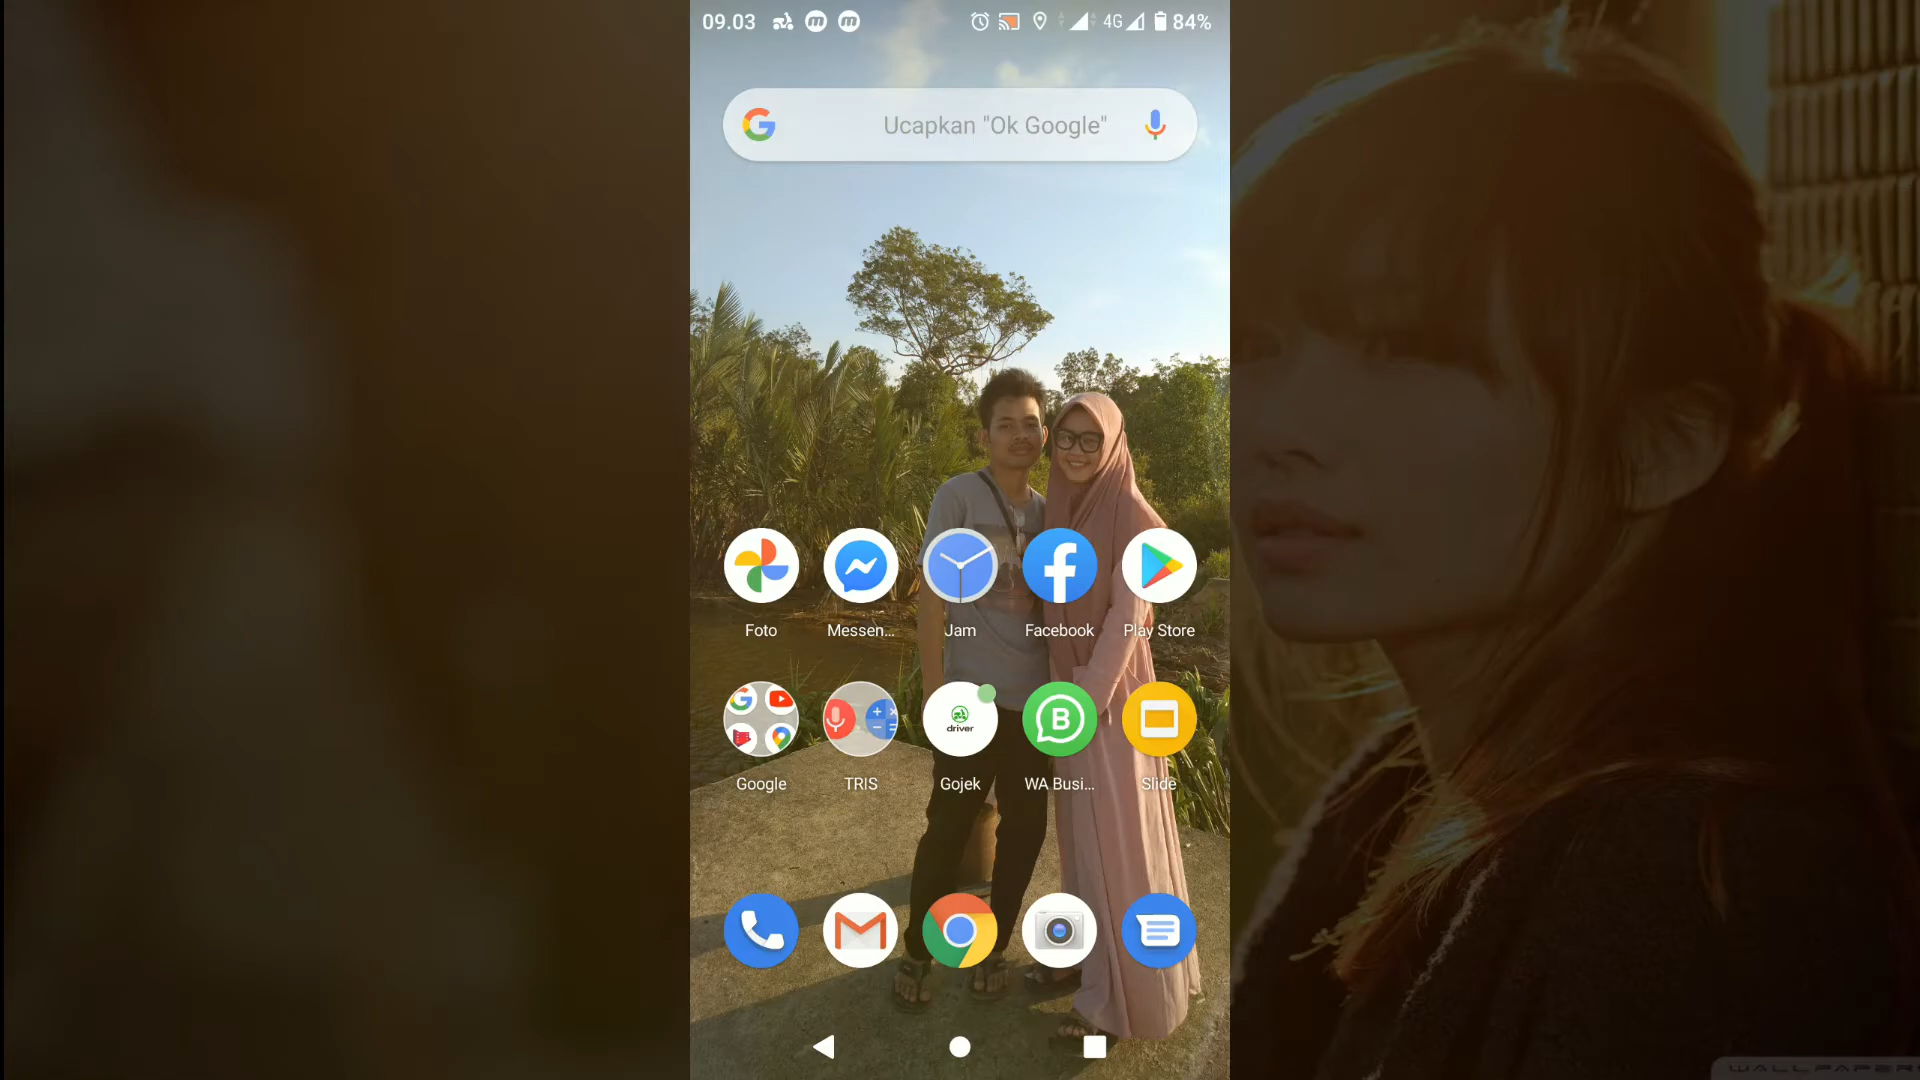 09.03 4G 84%
Ucapkan "Ok Google"
Foto Messen... Jam Facebook Play Store
driver
B
Google TRIS Gojek WA Busi... Slide
WALLPAPER